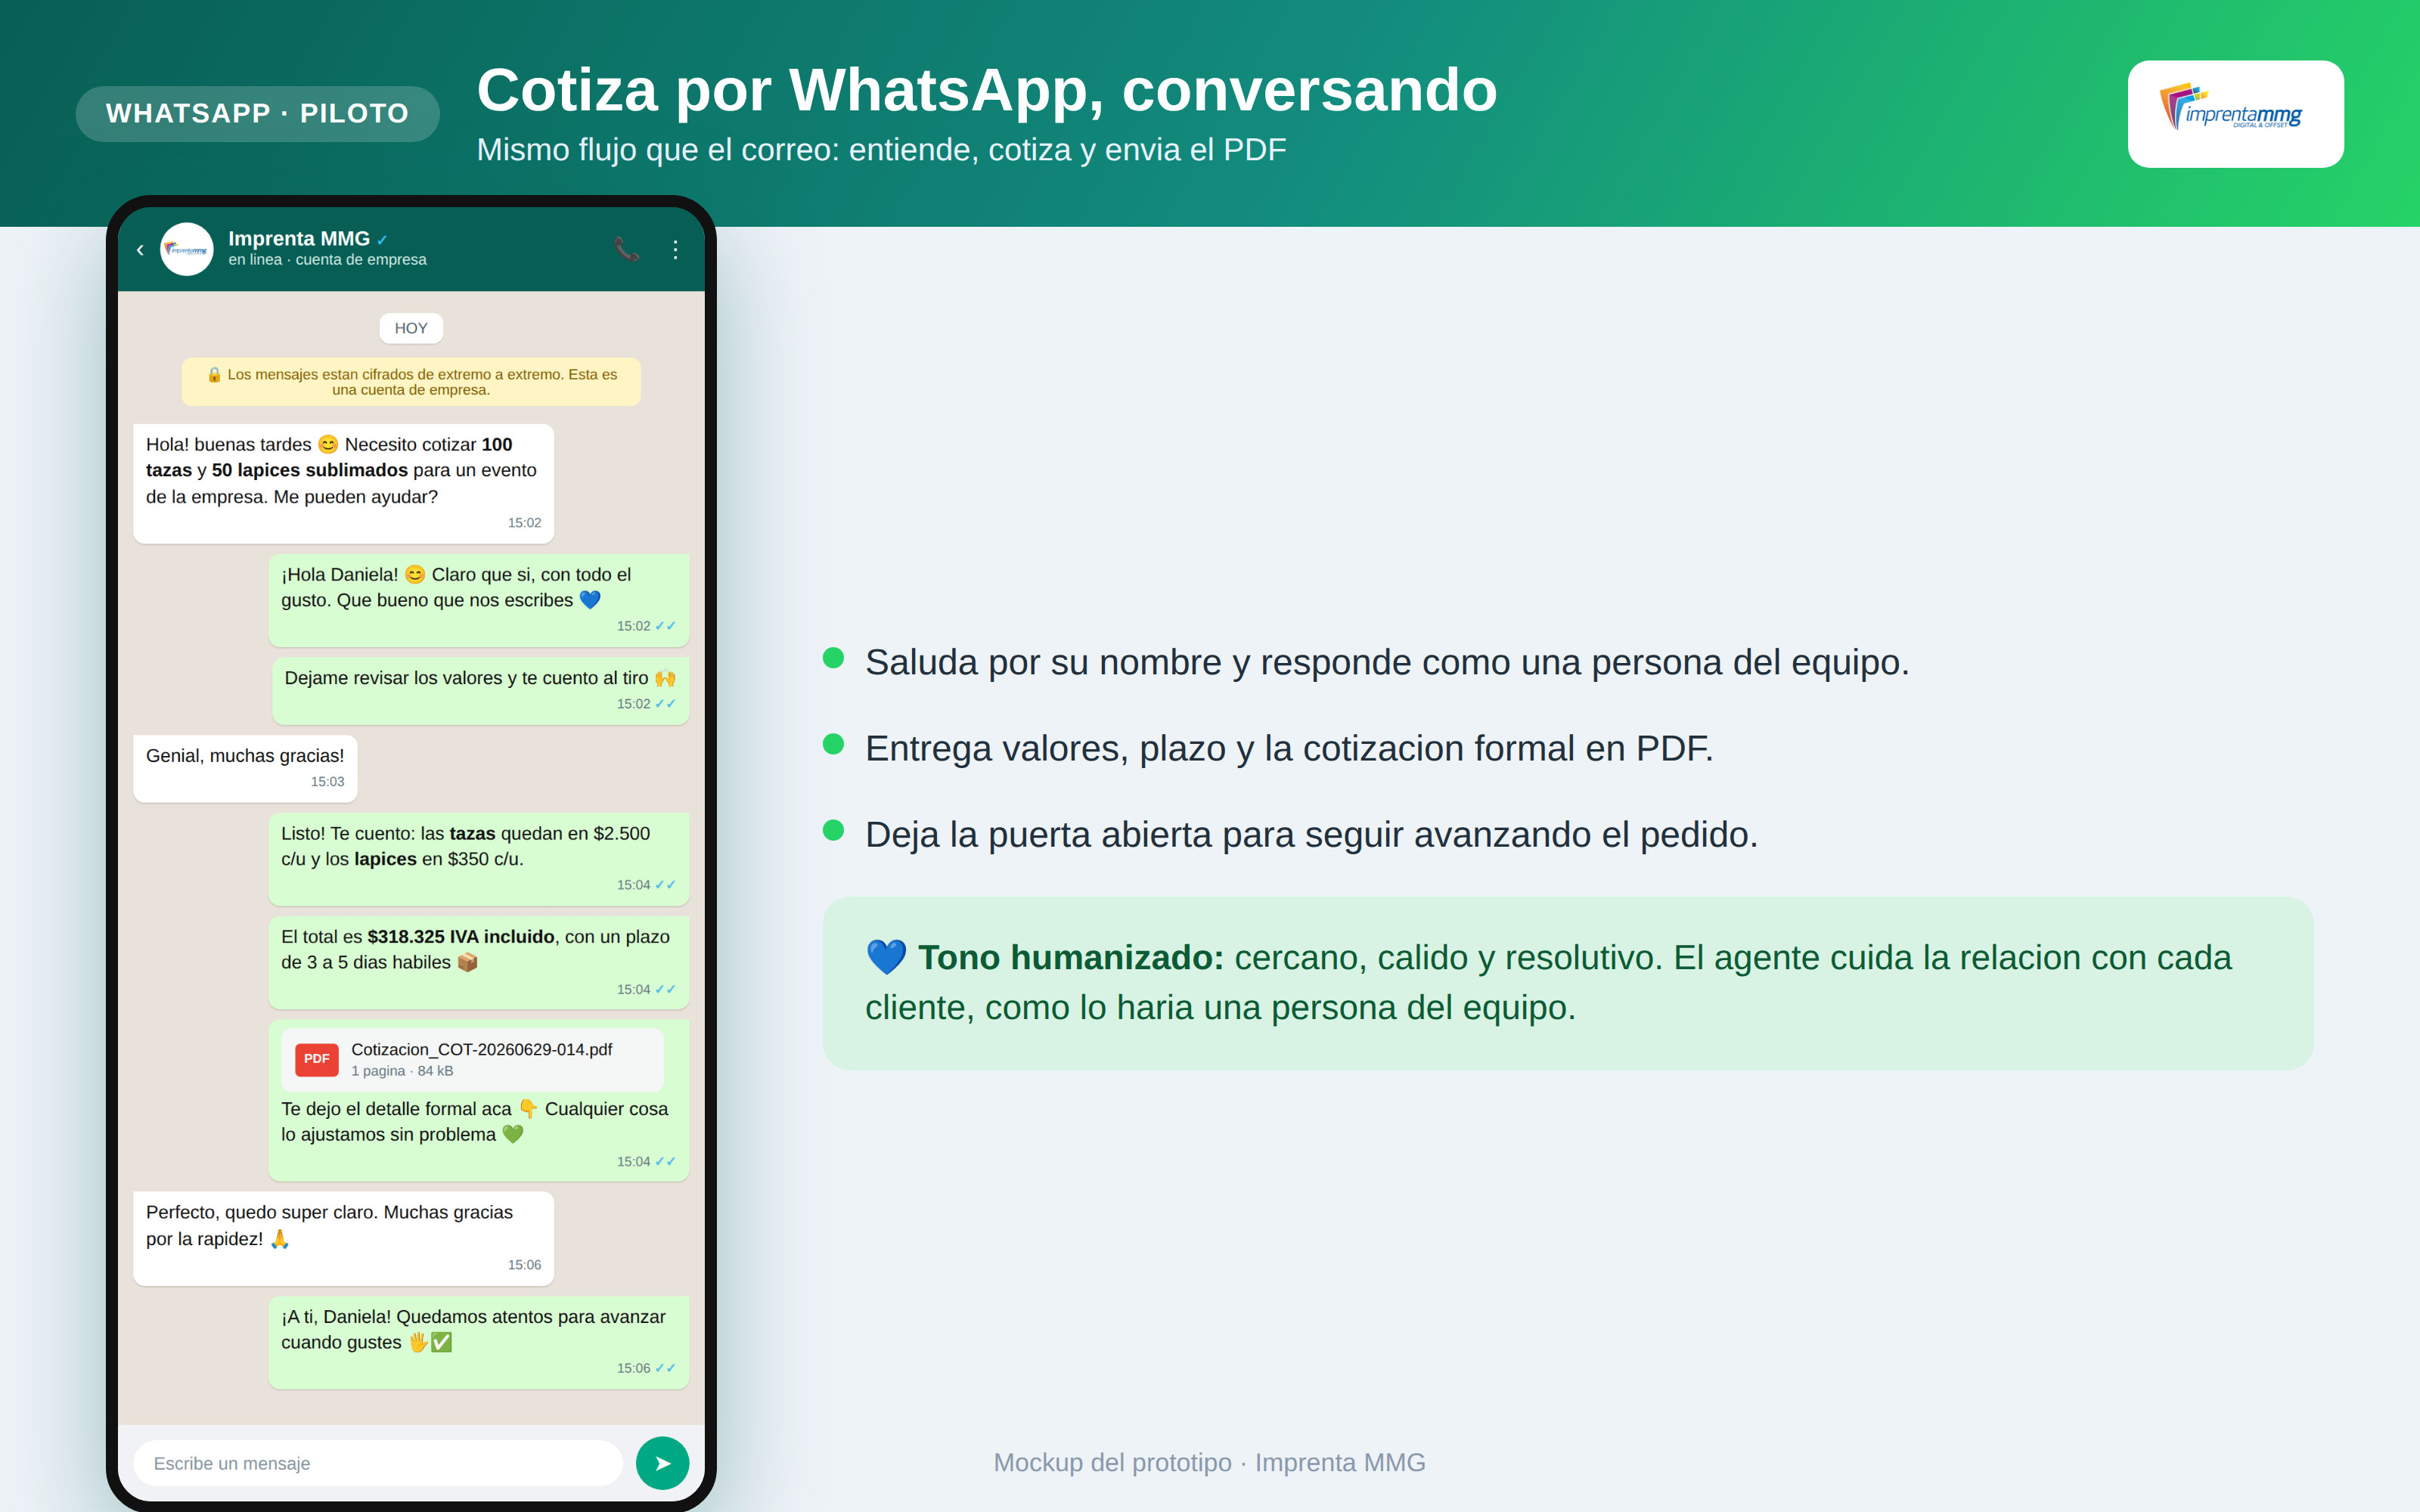 WHATSAPP · PILOTO
Cotiza por WhatsApp, conversando
Mismo flujo que el correo: entiende, cotiza y envia el PDF
imprentammg
DIGITAL & OFFSET
Imprenta MMG ✓
en linea · cuenta de empresa
HOY
🔒 Los mensajes estan cifrados de extremo a extremo. Esta es
una cuenta de empresa.
Hola! buenas tardes 😊 Necesito cotizar 100
tazas y 50 lapices sublimados para un evento
de la empresa. Me pueden ayudar?
15:02
¡Hola Daniela! 😊 Claro que si, con todo el
gusto. Que bueno que nos escribes 💙
15:02 ✓✓
Dejame revisar los valores y te cuento al tiro 🙌
15:02 ✓✓
Genial, muchas gracias!
15:03
Listo! Te cuento: las tazas quedan en $2.500
c/u y los lapices en $350 c/u.
15:04 ✓✓
El total es $318.325 IVA incluido, con un plazo
de 3 a 5 dias habiles 📦
15:04 ✓✓
PDF
Cotizacion_COT-20260629-014.pdf
1 pagina · 84 kB
Te dejo el detalle formal aca 👇 Cualquier cosa
lo ajustamos sin problema 💚
15:04 ✓✓
Perfecto, quedo super claro. Muchas gracias
por la rapidez! 🙏
15:06
¡A ti, Daniela! Quedamos atentos para avanzar
cuando gustes 🖐✅
15:06 ✓✓
Escribe un mensaje
Saluda por su nombre y responde como una persona del equipo.
Entrega valores, plazo y la cotizacion formal en PDF.
Deja la puerta abierta para seguir avanzando el pedido.
💙 Tono humanizado: cercano, calido y resolutivo. El agente cuida la relacion con cada
cliente, como lo haria una persona del equipo.
Mockup del prototipo · Imprenta MMG